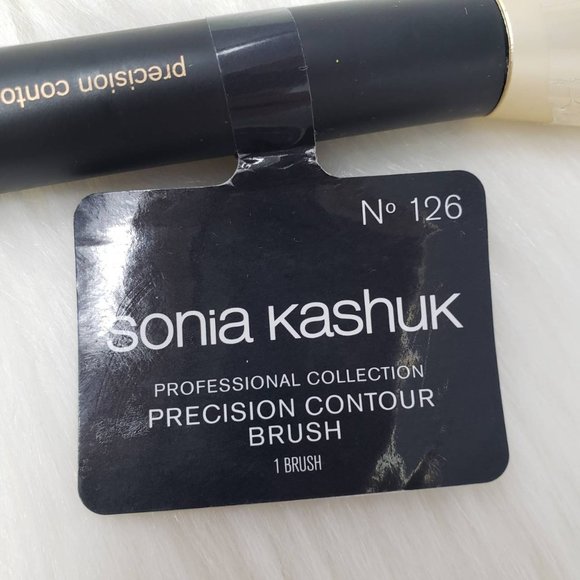 precision conto
Nº 126
sonia kashuk
PROFESSIONAL COLLECTION
PRECISION CONTOUR
BRUSH
1 BRUSH